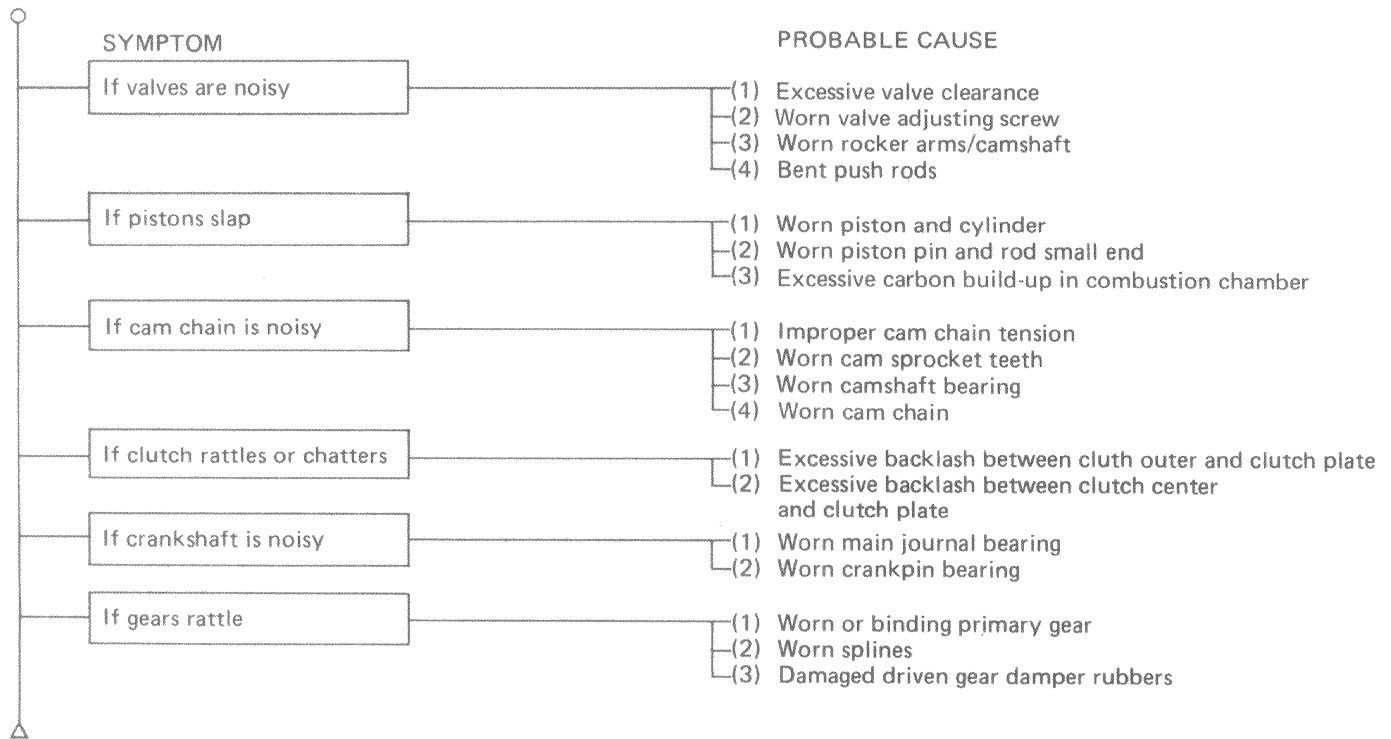 SYMPTOM
PROBABLE CAUSE
If valves are noisy
(1) Excessive valve clearance
(2) Worn valve adjusting screw
(3) Worn rocker arms/camshaft
(4) Bent push rods
If pistons slap
(1) Worn piston and cylinder
(2) Worn piston pin and rod small end
(3) Excessive carbon build-up in combustion chamber
If cam chain is noisy
(1) Improper cam chain tension
(2) Worn cam sprocket teeth
(3) Worn camshaft bearing
(4) Worn cam chain
If clutch rattles or chatters
(1) Excessive backlash between cluth outer and clutch plate
(2) Excessive backlash between clutch center
and clutch plate
If crankshaft is noisy
(1) Worn main journal bearing
(2) Worn crankpin bearing
If gears rattle
(1) Worn or binding primary gear
(2) Worn splines
(3) Damaged driven gear damper rubbers